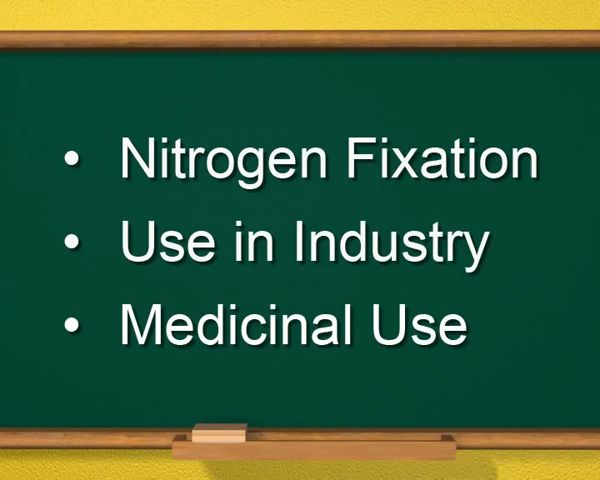 • Nitrogen Fixation
• Use in Industry
• Medicinal Use